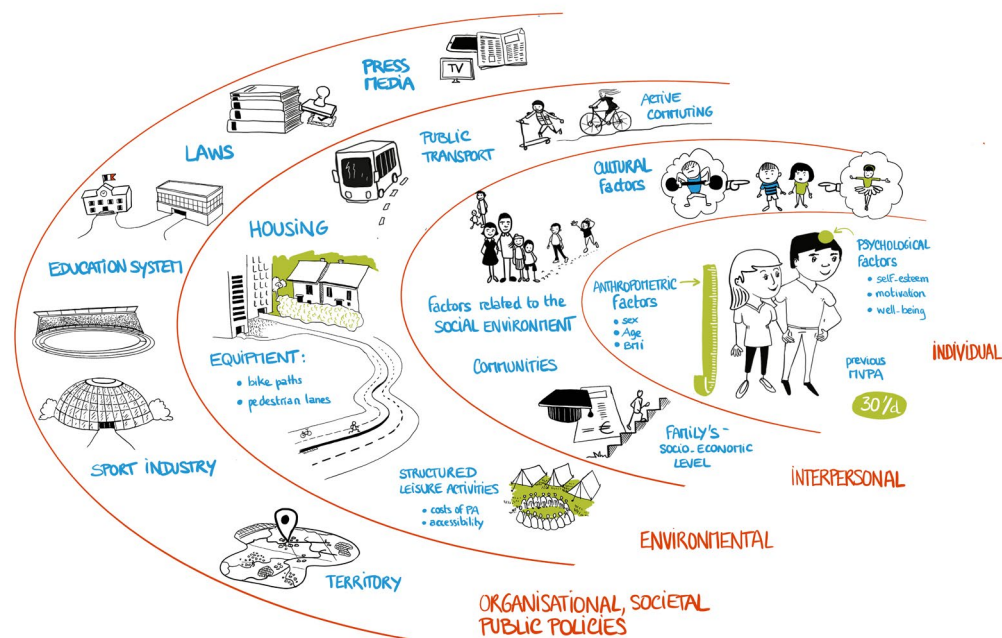 PRESS
MEDIA
TV
LAWS
EDUCATION SYSTEM
SPORT INDUSTRY
TERRITORY
ORGANISATIONAL, SOCIETAL
PUBLIC POLICIES
ACTIVE
COMMUTING
PUBLIC
TRANSPORT
HOUSING
EQUIPMENT:
• bike paths
• pedestrian lanes
STRUCTURED
LEISURE ACTIVITIES
• costs of PA
• accessibility
ENVIRONMENTAL
CULTURAL
factors
Factors related to the
SOCIAL ENVIRONMENT
COMMUNITIES
€
FAMILY'S -
SOCIO-ECONOMIC
LEVEL
INTERPERSONAL
ANTHROPOMETRIC
factors
• sex
• Age
• BMI
PSYCHOLOGICAL
factors
• self-esteem
• motivation
• well-being
previous
MVPA
30'/d
INDIVIDUAL